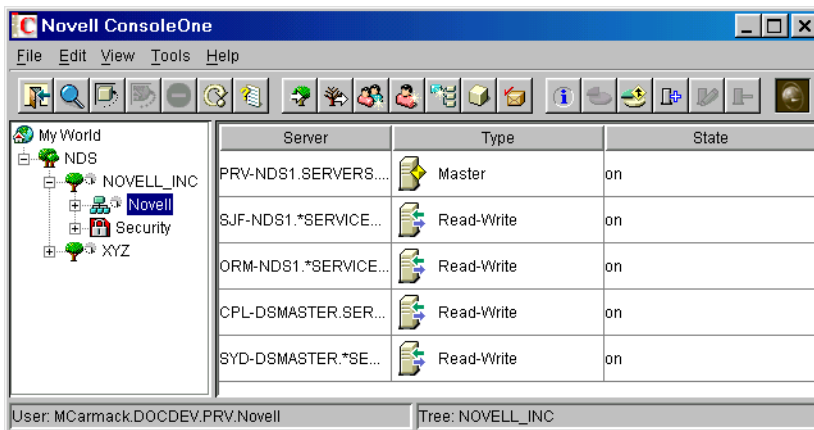 Novell ConsoleOne
File Edit View Tools Help
My World
NDS
NOVELL_INC
Novell
Security
XYZ
Server Type State
PRV-NDS1.SERVERS.... Master on
SJF-NDS1.*SERVICE... Read-Write on
ORM-NDS1.*SERVICE... Read-Write on
CPL-DSMASTER.SER... Read-Write on
SYD-DSMASTER.*SE... Read-Write on
User: MCarmack.DOCDEV.PRV.Novell Tree: NOVELL_INC